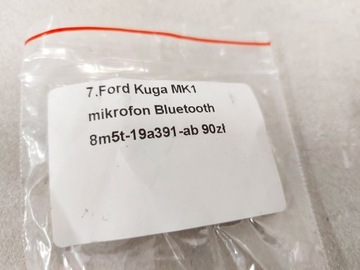 7.Ford Kuga MK1
mikrofon Bluetooth
8m5t-19a391-ab 90zł